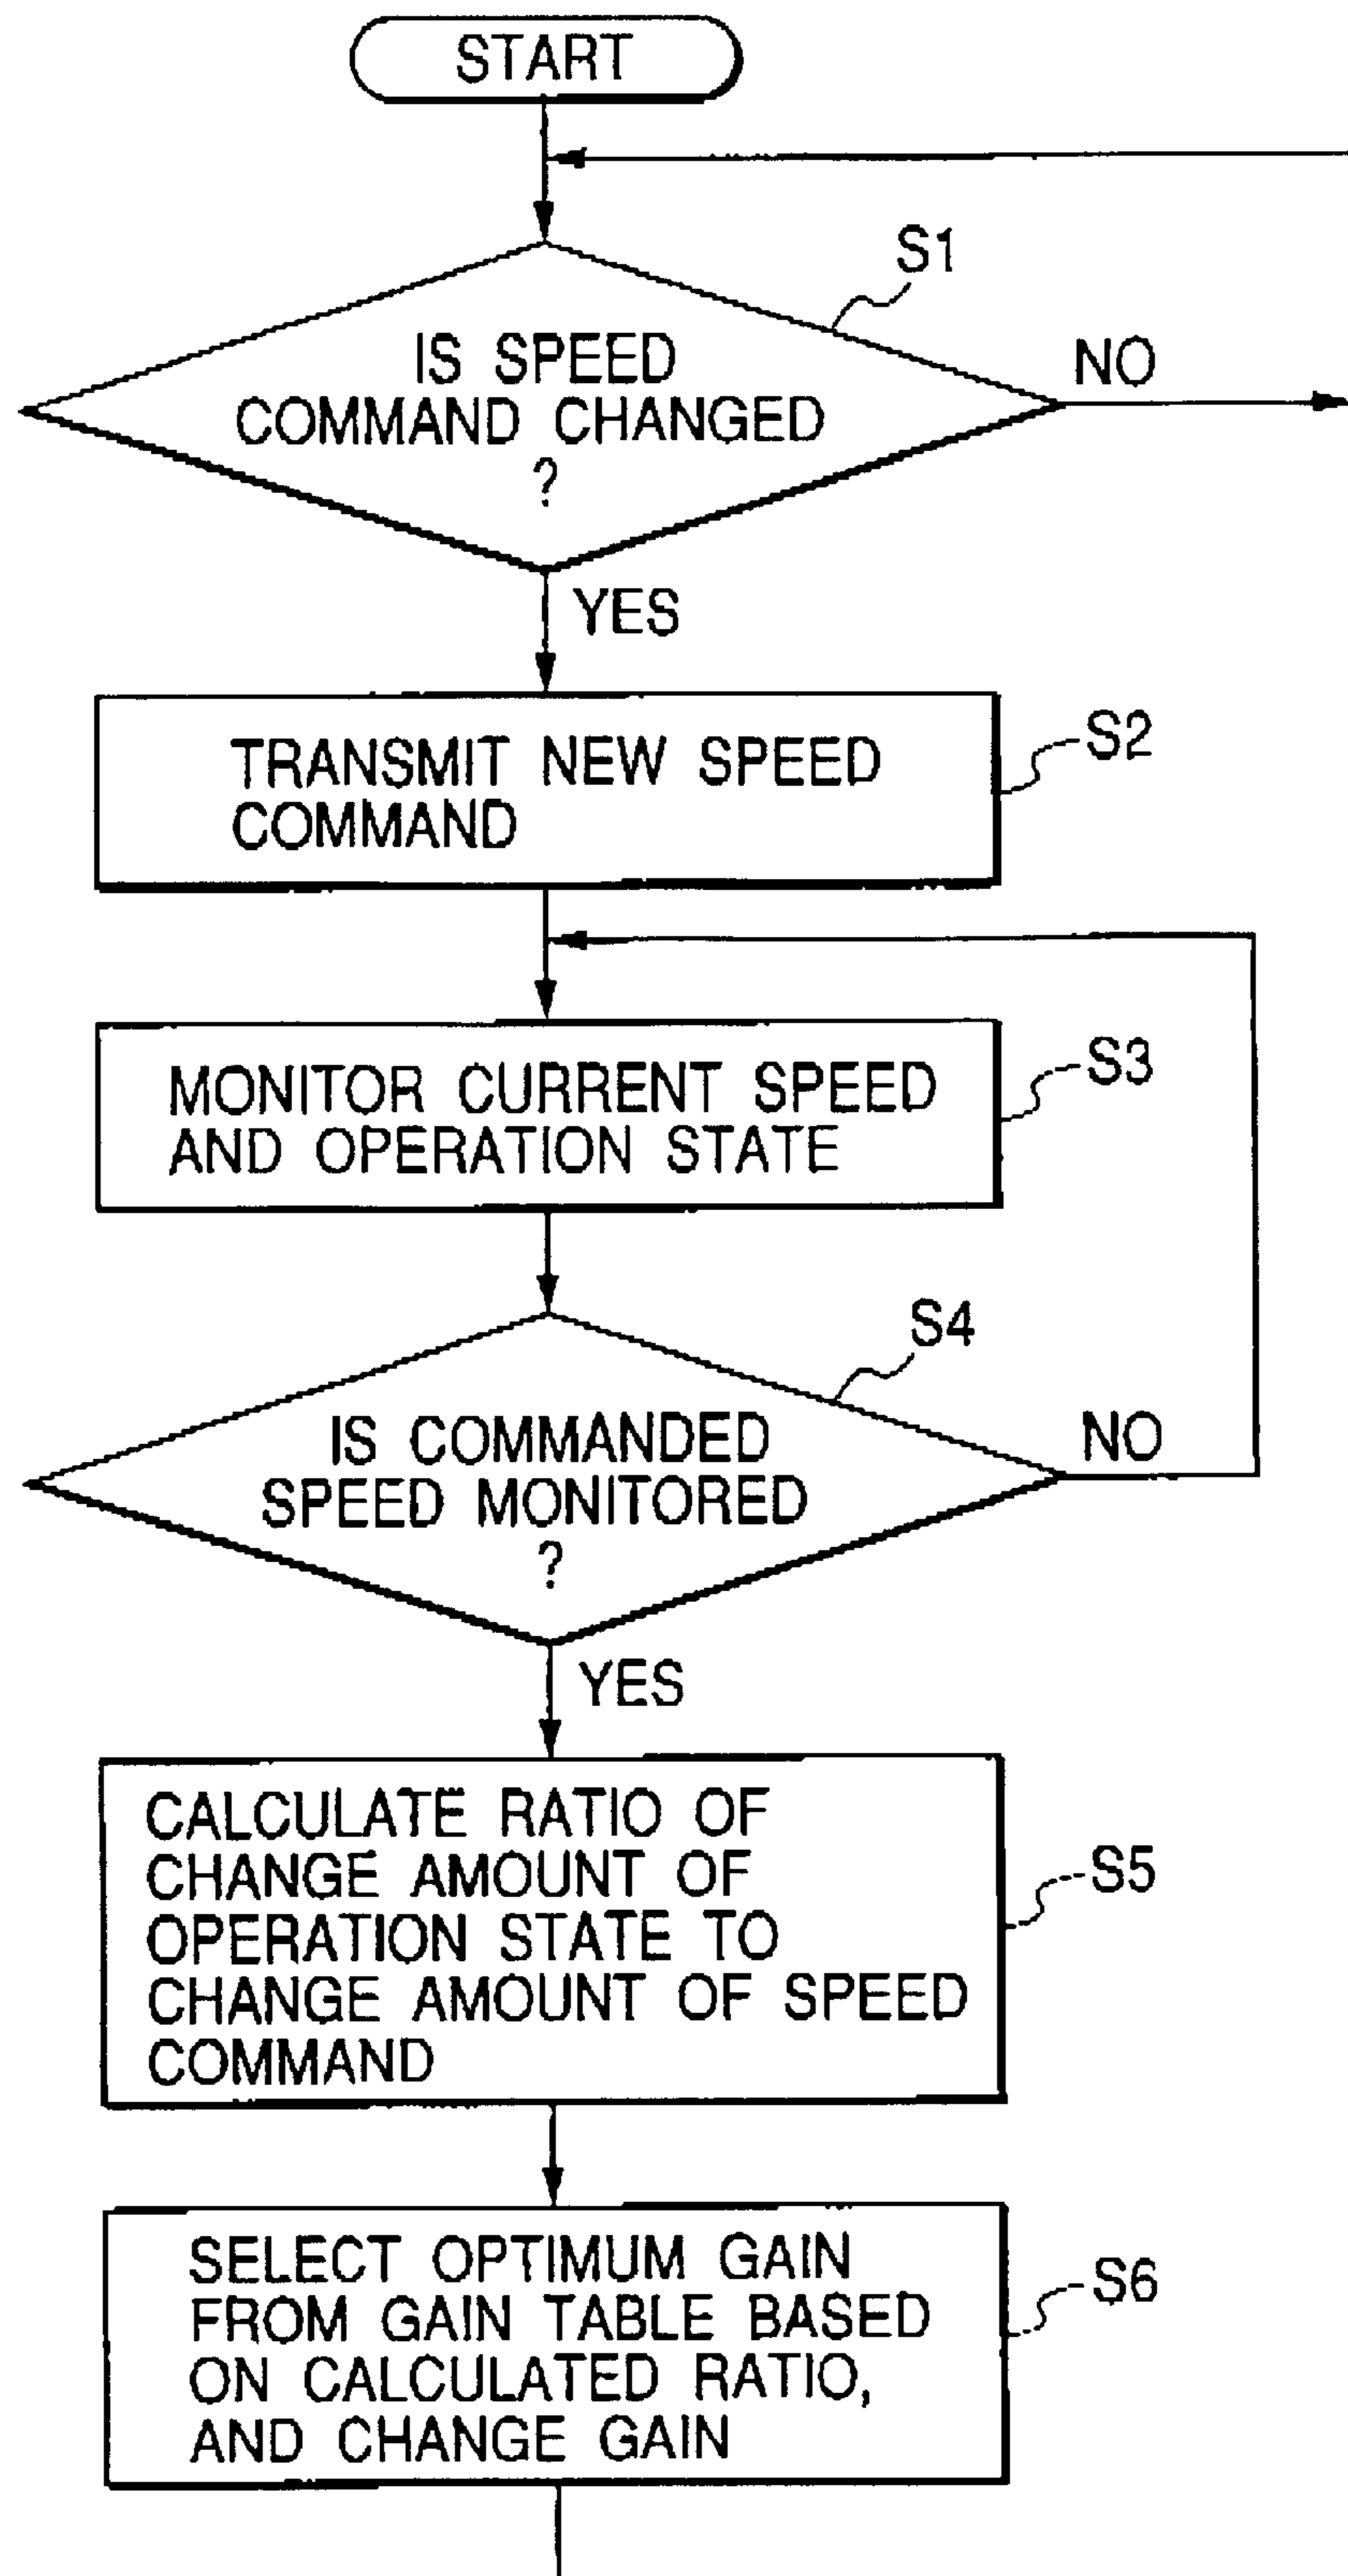 START
S1
IS SPEED
COMMAND CHANGED
?
NO
YES
TRANSMIT NEW SPEED
COMMAND
S2
MONITOR CURRENT SPEED
AND OPERATION STATE
S3
S4
IS COMMANDED
SPEED MONITORED
?
NO
YES
CALCULATE RATIO OF
CHANGE AMOUNT OF
OPERATION STATE TO
CHANGE AMOUNT OF SPEED
COMMAND
S5
SELECT OPTIMUM GAIN
FROM GAIN TABLE BASED
ON CALCULATED RATIO,
AND CHANGE GAIN
S6